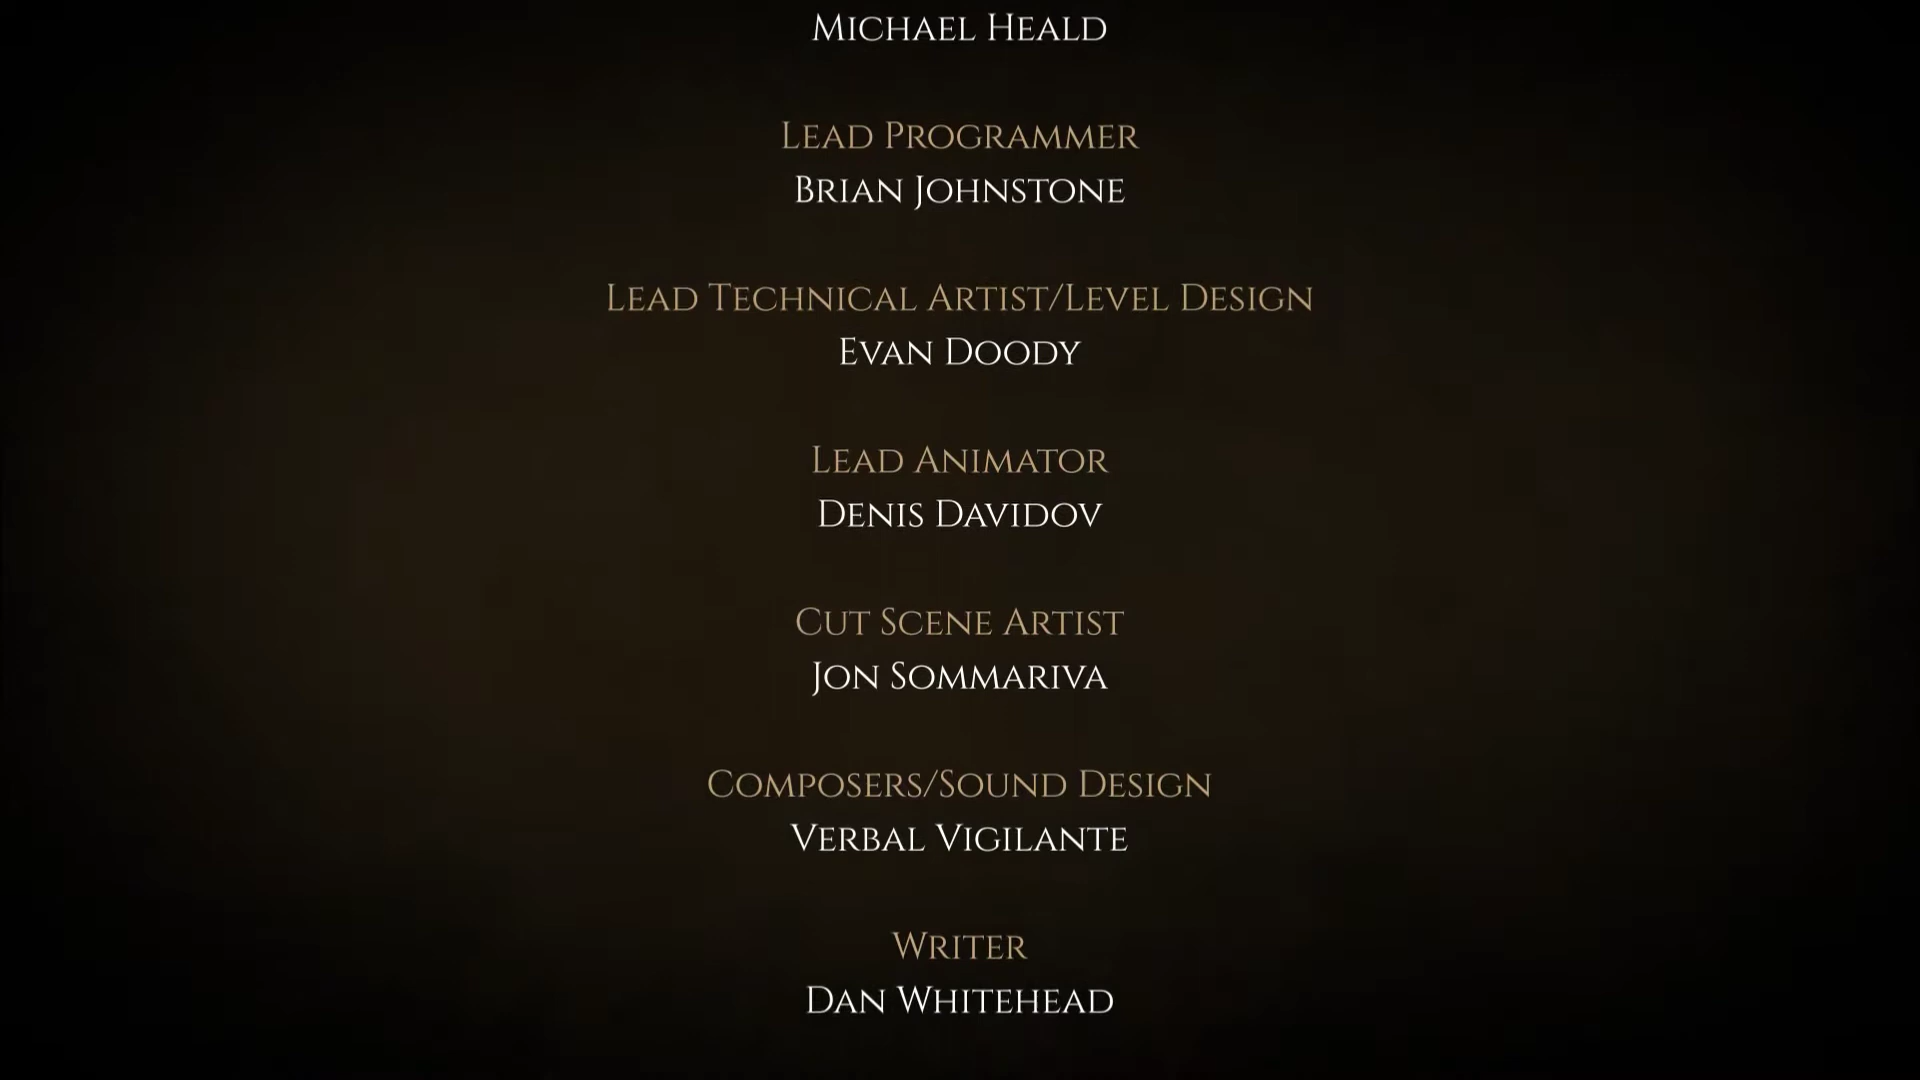 Michael Heald
Lead Programmer
Brian Johnstone
Lead Technical Artist/Level Design
Evan Doody
Lead Animator
Denis Davidov
Cut Scene Artist
Jon Sommariva
Composers/Sound Design
Verbal Vigilante
Writer
Dan Whitehead